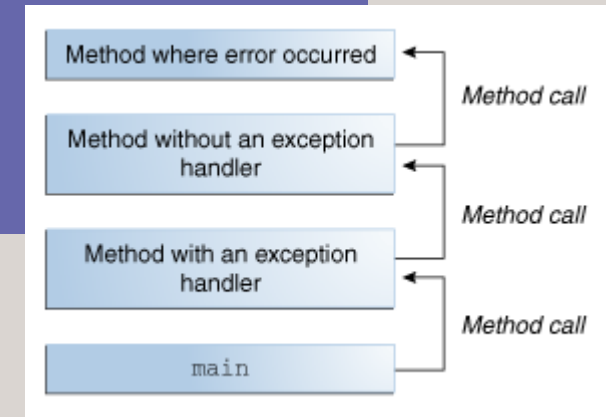 Method where error occurred
Method call
Method without an exception
handler
Method call
Method with an exception
handler
Method call
main